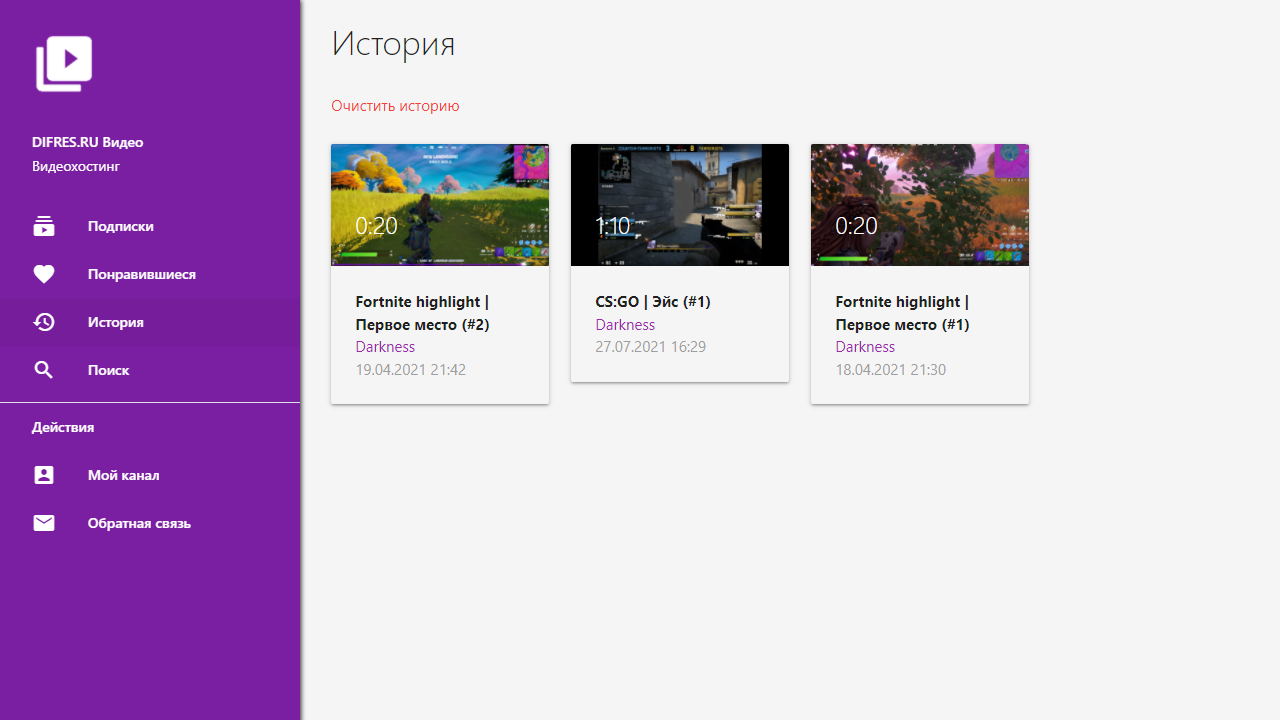 DIFRES.RU Видео
Видеохостинг
Подписки
Понравившиеся
История
Поиск
Действия
Мой канал
Обратная связь
История
Очистить историю
0:20
Fortnite highlight |
Первое место (#2)
Darkness
19.04.2021 21:42
1:10
CS:GO | Эйс (#1)
Darkness
27.07.2021 16:29
0:20
Fortnite highlight |
Первое место (#1)
Darkness
18.04.2021 21:30